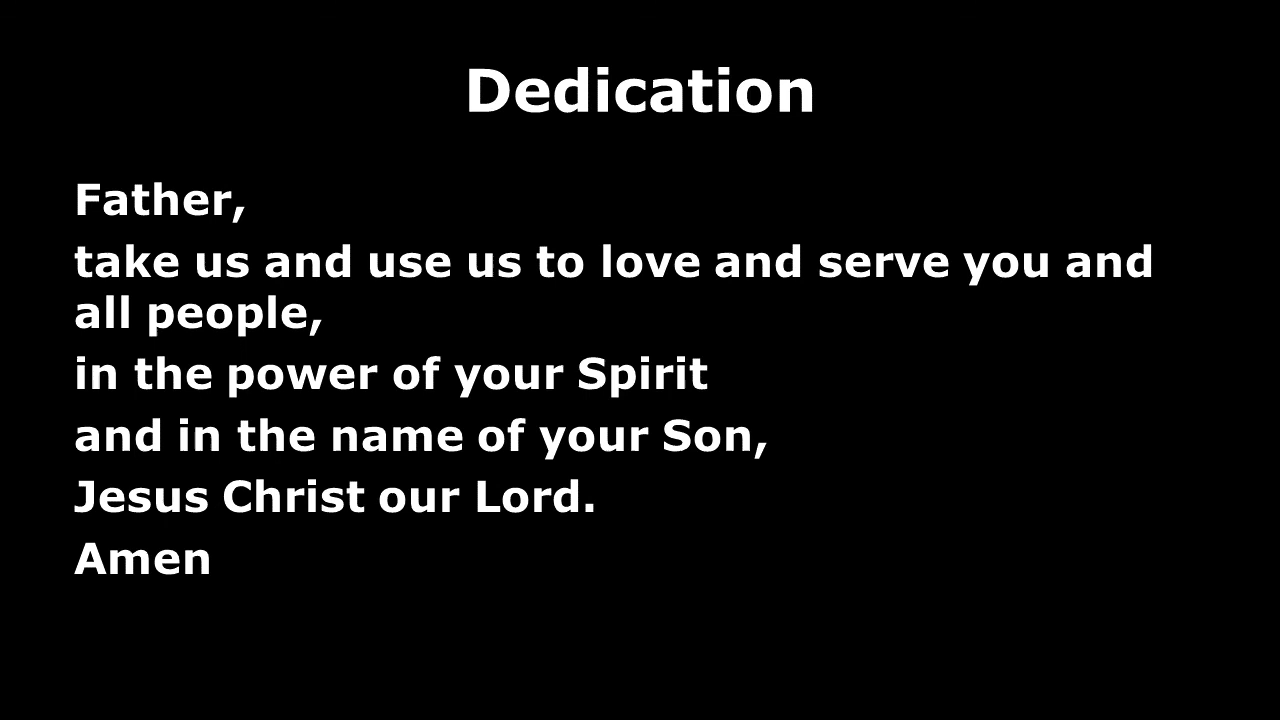 Dedication
Father,
take us and use us to love and serve you and
all people,
in the power of your Spirit
and in the name of your Son,
Jesus Christ our Lord.
Amen